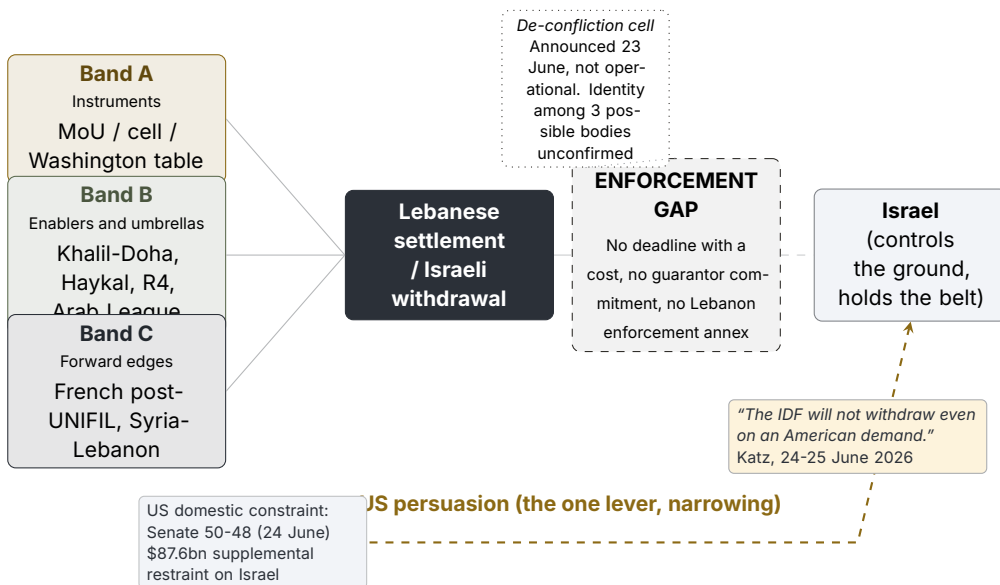 De-confliction cell
Announced 23
June, not oper-
ational. Identity
among 3 pos-
sible bodies
unconfirmed
Band A
Instruments
MoU / cell /
Washington table
Band B
Enablers and umbrellas
Khalil-Doha,
Haykal, R4,
Arab League
Band C
Forward edges
French post-
UNIFIL, Syria-
Lebanon
Lebanese
settlement
/ Israeli
withdrawal
ENFORCEMENT
GAP
No deadline with a
cost, no guarantor com-
mitment, no Lebanon
enforcement annex
Israel
(controls
the ground,
holds the belt)
“The IDF will not withdraw even
on an American demand.”
Katz, 24-25 June 2026
US persuasion (the one lever, narrowing)
US domestic constraint:
Senate 50-48 (24 June)
$87.6bn supplemental
restraint on Israel